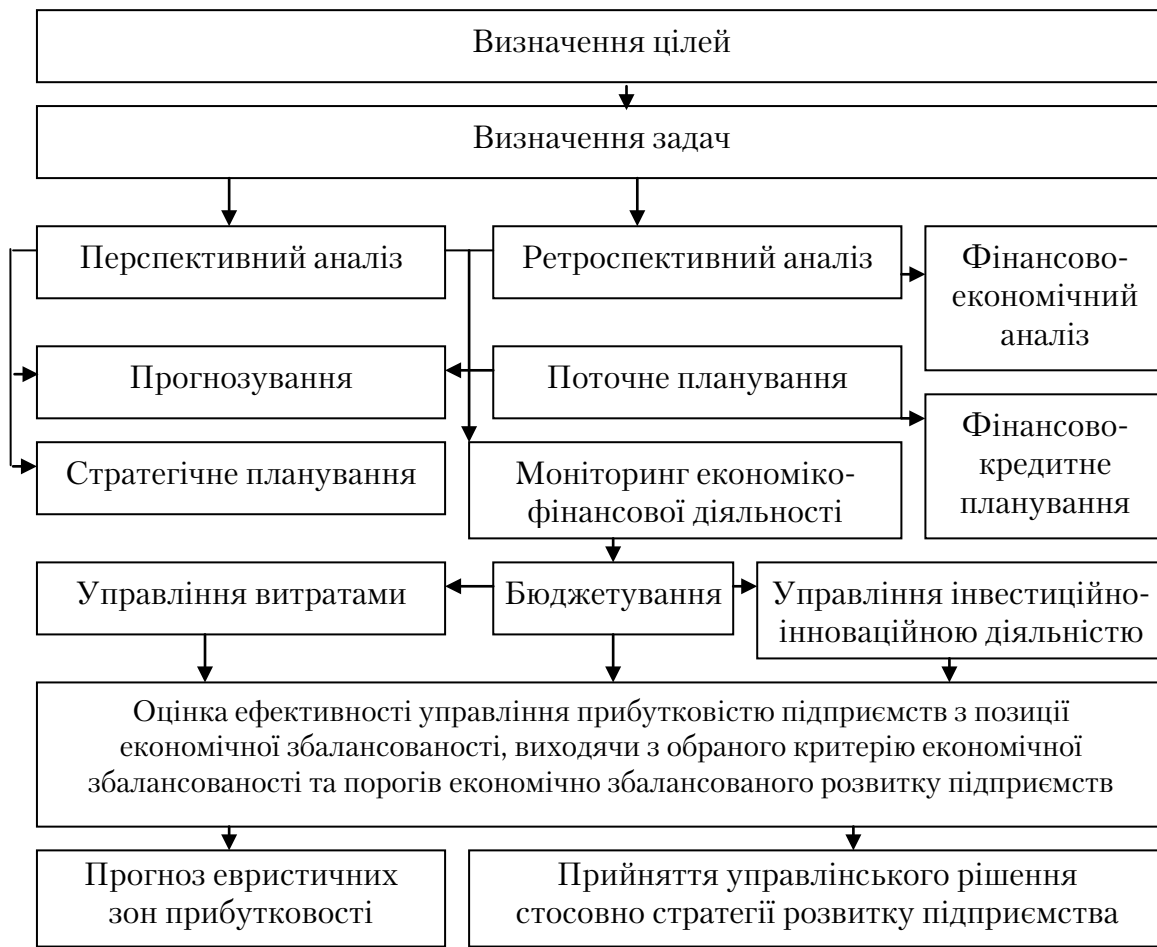 Визначення цілей
Визначення задач
Перспективний аналіз
Ретроспективний аналіз
Фінансово-
економічний
аналіз
Прогнозування
Поточне планування
Фінансово-
кредитне
планування
Стратегічне планування
Моніторинг економіко-
фінансової діяльності
Управління витратами
Бюджетування
Управління інвестиційно-
інноваційною діяльністю
Оцінка ефективності управління прибутковістю підприємств з позиції
економічної збалансованості, виходячи з обраного критерію економічної
збалансованості та порогів економічно збалансованого розвитку підприємств
Прогноз евристичних
зон прибутковості
Прийняття управлінського рішення
стосовно стратегії розвитку підприємства